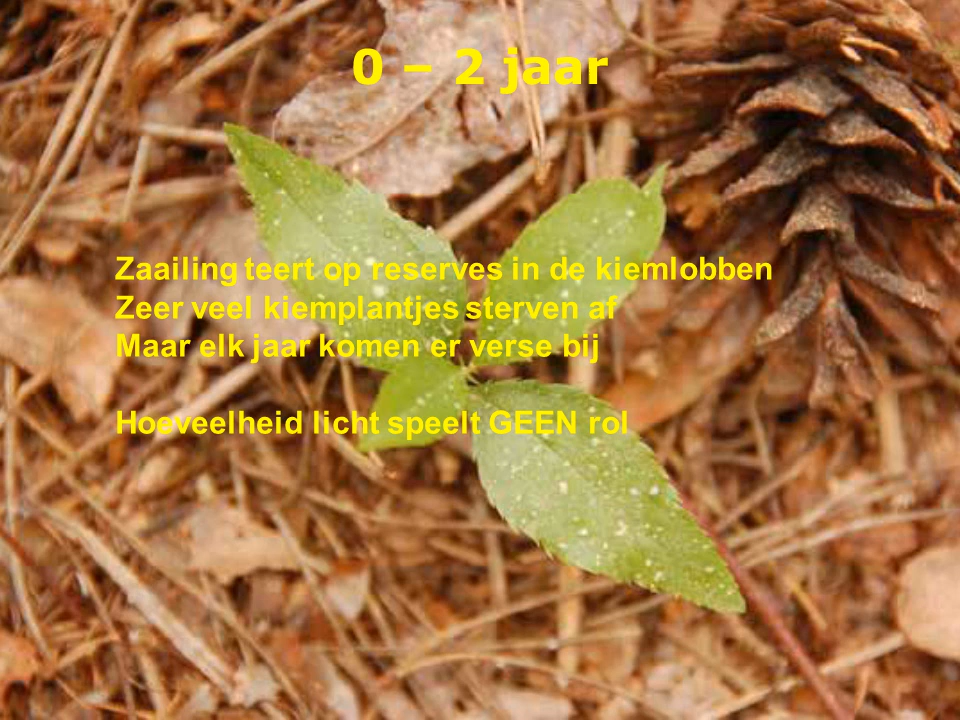 0 – 2 jaar
Zaailing teert op reserves in de kiemlobben
Zeer veel kiemplantjes sterven af
Maar elk jaar komen er verse bij
Hoeveelheid licht speelt GEEN rol